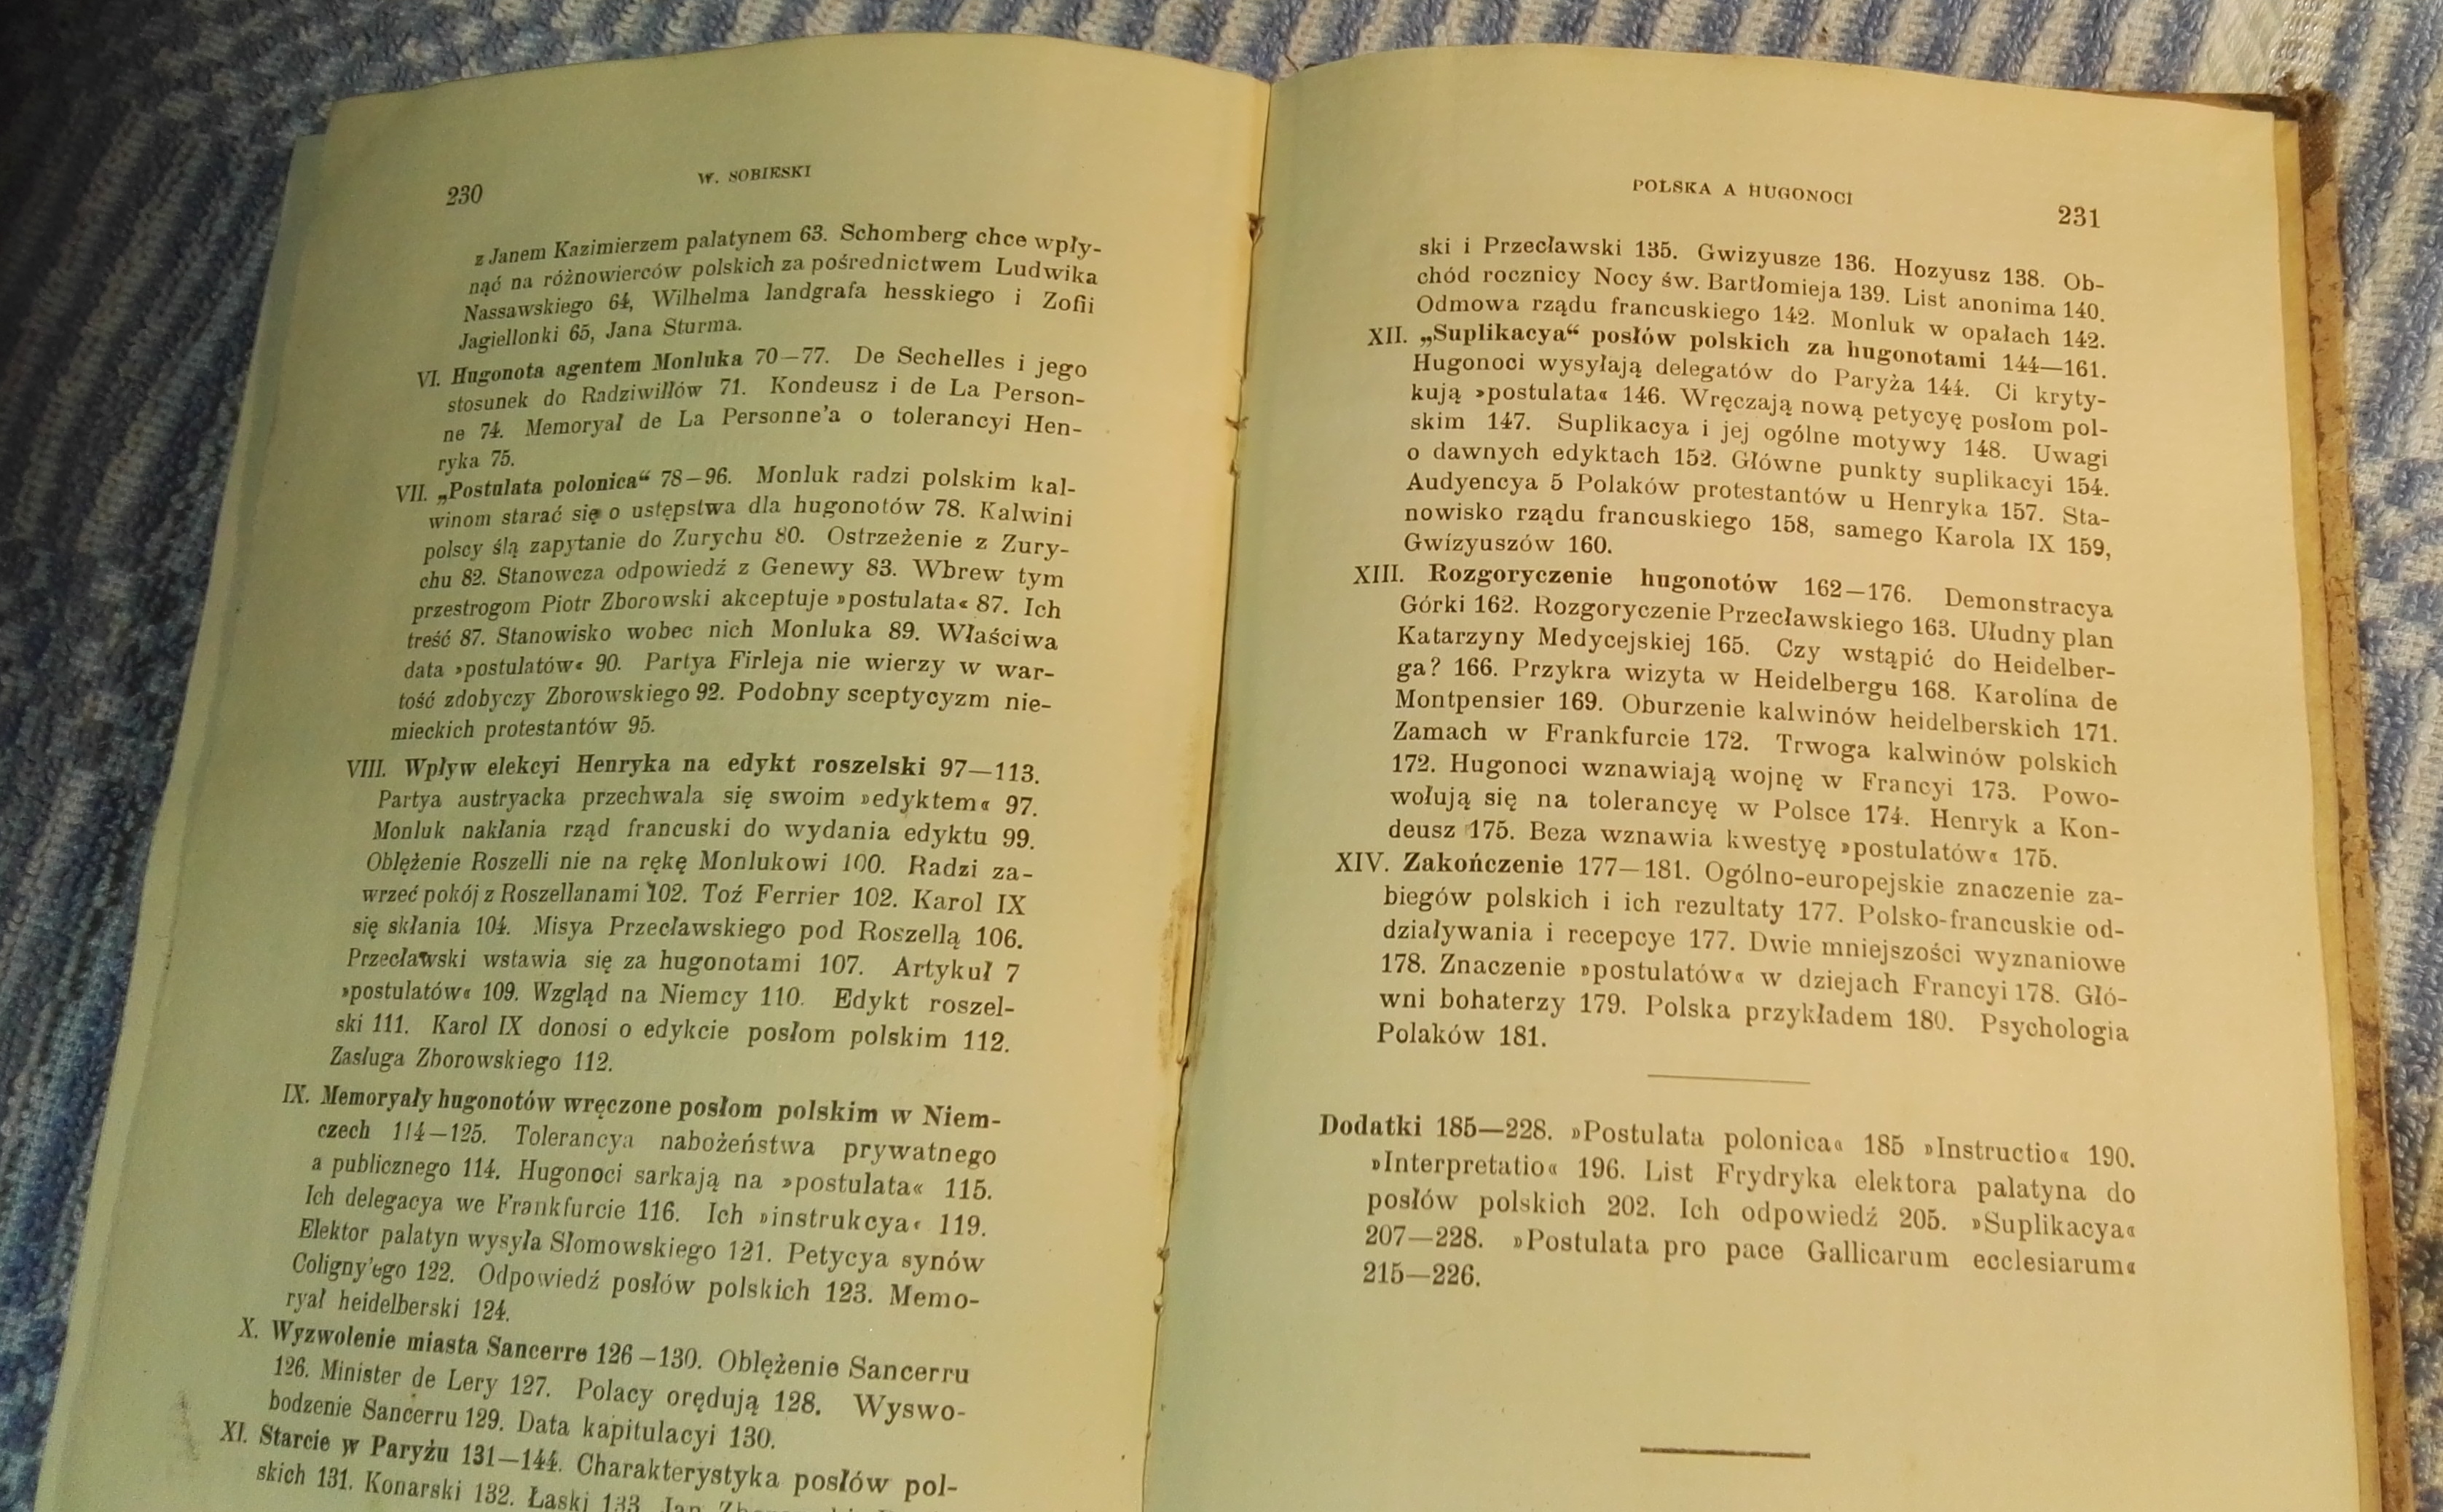 230
W. SOBIESKI
z Janem Kazimierzem palatynem 63. Schomberg chce wpły-
nąć na różnowierców polskich za pośrednictwem Ludwika
Nassawskiego 64, Wilhelma landgrafa hesskiego i Zofii
Jagiellonki 65, Jana Sturma.
VI. Hugonota agentem Monluka 70—77. De Sechelles i jego
stosunek do Radziwiłłów 71. Kondeusz i de La Person-
ne 74. Memoryał de La Personne'a o tolerancyi Hen-
ryka 75.
VII. „Postulata polonica“ 78—96. Monluk radzi polskim kal-
winom starać się o ustępstwa dla hugonotów 78. Kalwini
polscy ślą zapytanie do Zurychu 80. Ostrzeżenie z Zury-
chu 82. Stanowcza odpowiedź z Genewy 83. Wbrew tym
przestrogom Piotr Zborowski akceptuje »postulata« 87. Ich
treść 87. Stanowisko wobec nich Monluka 89. Właściwa
data »postulatów« 90. Partya Firleja nie wierzy w war-
tość zdobyczy Zborowskiego 92. Podobny sceptycyzm nie-
mieckich protestantów 95.
VIII. Wpływ elekcyi Henryka na edykt roszelski 97—113.
Partya austryacka przechwala się swoim »edyktem« 97.
Monluk nakłania rząd francuski do wydania edyktu 99.
Oblężenie Roszelli nie na rękę Monlukowi 100. Radzi za-
wrzeć pokój z Roszellanami 102. Toź Ferrier 102. Karol IX
się skłania 104. Misya Przecławskiego pod Roszellą 106.
Przecławski wstawia się za hugonotami 107. Artykuł 7
»postulatów« 109. Wzgląd na Niemcy 110. Edykt roszel-
ski 111. Karol IX donosi o edykcie posłom polskim 112.
Zasługa Zborowskiego 112.
IX. Memoryały hugonotów wręczone posłom polskim w Niem-
czech 114—125. Tolerancya nabożeństwa prywatnego
a publicznego 114. Hugonoci sarkają na »postulata« 115.
Ich delegacya we Frankfurcie 116. Ich »instrukcya« 119.
Elektor palatyn wysyła Słomowskiego 121. Petycya synów
Coligny'ego 122. Odpowiedź posłów polskich 123. Memo-
ryał heidelberski 124.
X. Wyzwolenie miasta Sancerre 126—130. Oblężenie Sancerru
126. Minister de Lery 127. Polacy orędują 128. Wyswo-
bodzenie Sancerru 129. Data kapitulacyi 130.
XI. Starcie w Paryżu 131—144. Charakterystyka posłów pol-
skich 131. Konarski 132. Łaski 133. Jan
POLSKA A HUGONOCI
231
ski i Przecławski 135. Gwizyusze 136. Hozyusz 138. Ob-
chód rocznicy Nocy św. Bartłomieja 139. List anonima 140.
Odmowa rządu francuskiego 142. Monluk w opałach 142.
XII. „Suplikacya“ posłów polskich za hugonotami 144—161.
Hugonoci wysyłają delegatów do Paryża 144. Ci kryty-
kują »postulata« 146. Wręczają nową petycyę posłom pol-
skim 147. Suplikacya i jej ogólne motywy 148. Uwagi
o dawnych edyktach 152. Główne punkty suplikacyi 154.
Audyencya 5 Polaków protestantów u Henryka 157. Sta-
nowisko rządu francuskiego 158, samego Karola IX 159,
Gwizyuszów 160.
XIII. Rozgoryczenie hugonotów 162—176. Demonstracya
Górki 162. Rozgoryczenie Przecławskiego 163. Ułudny plan
Katarzyny Medycejskiej 165. Czy wstąpić do Heidelber-
ga? 166. Przykra wizyta w Heidelbergu 168. Karolina de
Montpensier 169. Oburzenie kalwinów heidelberskich 171.
Zamach w Frankfurcie 172. Trwoga kalwinów polskich
172. Hugonoci wznawiają wojnę w Francyi 173. Powo-
wołują się na tolerancyę w Polsce 174. Henryk a Kon-
deusz 175. Beza wznawia kwestyę »postulatów« 175.
XIV. Zakończenie 177—181. Ogólno-europejskie znaczenie za-
biegów polskich i ich rezultaty 177. Polsko-francuskie od-
działywania i recepcye 177. Dwie mniejszości wyznaniowe
178. Znaczenie »postulatów« w dziejach Francyi 178. Głó-
wni bohaterzy 179. Polska przykładem 180. Psychologia
Polaków 181.
Dodatki 185—228. »Postulata polonica« 185 »Instructio« 190.
»Interpretatio« 196. List Frydryka elektora palatyna do
posłów polskich 202. Ich odpowiedź 205. »Suplikacya«
207—228. »Postulata pro pace Gallicarum ecclesiarum«
215—226.